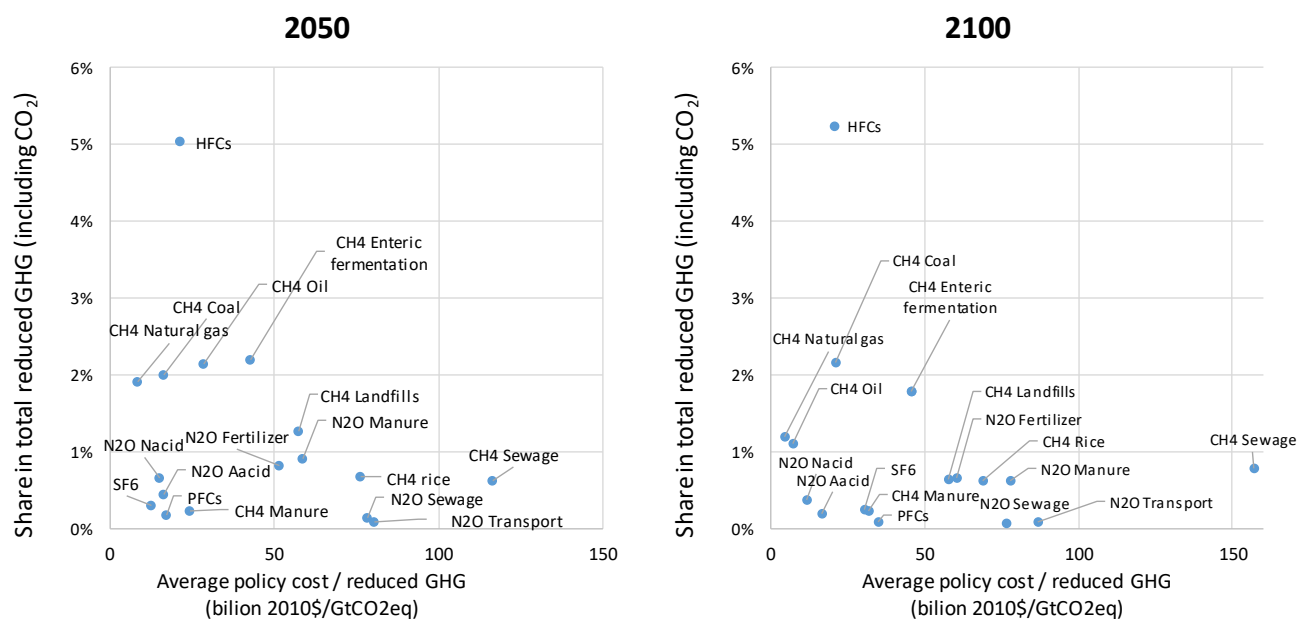 2050
Share in total reduced GHG (including CO2)
6%
5%
4%
3%
2%
1%
0%
HFCs
CH4 Enteric
fermentation
CH4 Oil
CH4 Coal
CH4 Natural gas
CH4 Landfills
N2O Manure
N2O Fertilizer
N2O Nacid
CH4 Sewage
N2O Aacid
CH4 rice
SF6
PFCs
N2O Sewage
CH4 Manure
N2O Transport
0
50
100
150
Average policy cost / reduced GHG
(bilion 2010$/GtCO2eq)
2100
Share in total reduced GHG (including CO2)
6%
5%
4%
3%
2%
1%
0%
HFCs
CH4 Coal
CH4 Enteric
fermentation
CH4 Natural gas
CH4 Oil
CH4 Landfills
N2O Fertilizer
CH4 Rice
CH4 Sewage
N2O Nacid
SF6
N2O Manure
N2O Aacid
CH4 Manure
N2O Sewage
N2O Transport
PFCs
0
50
100
150
Average policy cost / reduced GHG
(bilion 2010$/GtCO2eq)